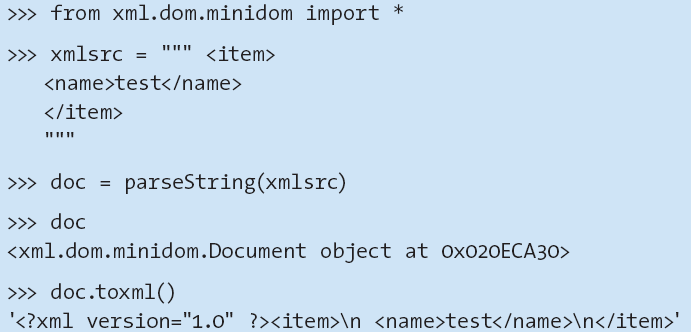 >>> from xml.dom.minidom import *
>>> xmlsrc = """ <item>
<name>test</name>
</item>
"""
>>> doc = parseString(xmlsrc)
>>> doc
<xml.dom.minidom.Document object at 0x020ECA30>
>>> doc.toxml()
'<?xml version="1.0" ?><item>\n <name>test</name>\n</item>'